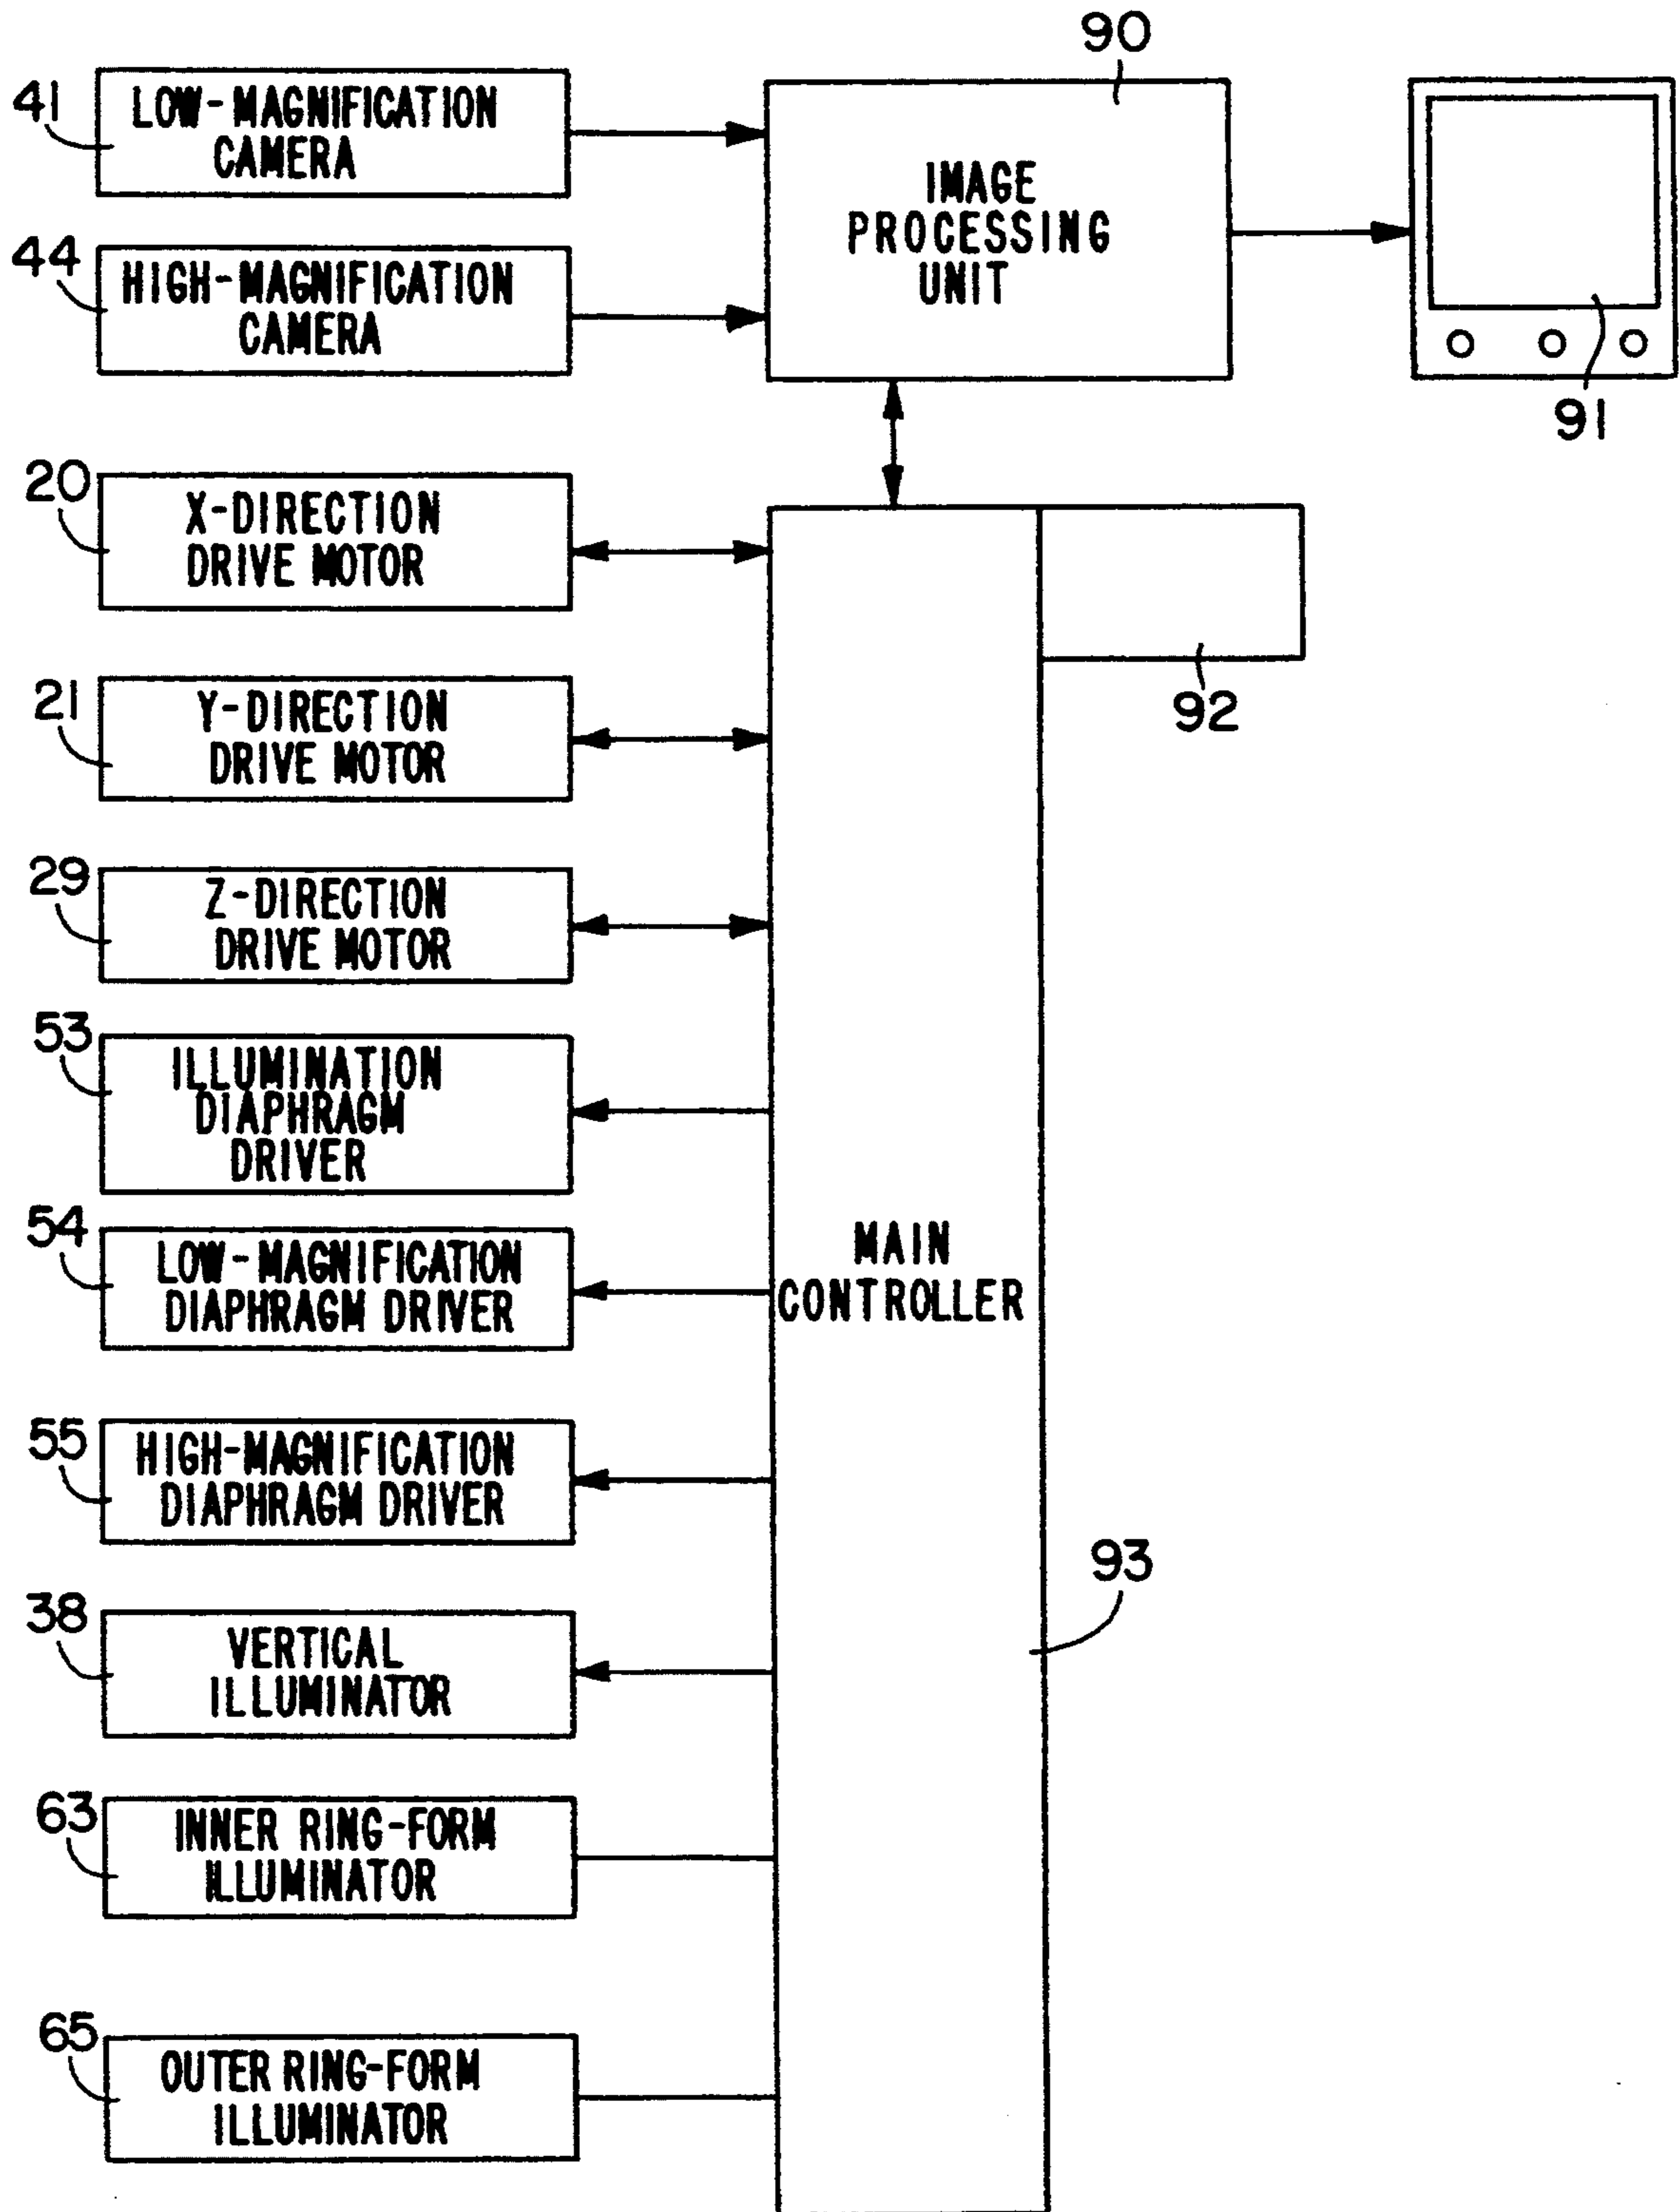 90
41
LOW-MAGNIFICATION
CAMERA
44
HIGH-MAGNIFICATION
CAMERA
IMAGE
PROCESSING
UNIT
91
20
X-DIRECTION
DRIVE MOTOR
92
21
Y-DIRECTION
DRIVE MOTOR
29
Z-DIRECTION
DRIVE MOTOR
53
ILLUMINATION
DIAPHRAGM
DRIVER
54
LOW-MAGNIFICATION
DIAPHRAGM DRIVER
MAIN
CONTROLLER
55
HIGH-MAGNIFICATION
DIAPHRAGM DRIVER
93
38
VERTICAL
ILLUMINATOR
63
INNER RING-FORM
ILLUMINATOR
65
OUTER RING-FORM
ILLUMINATOR